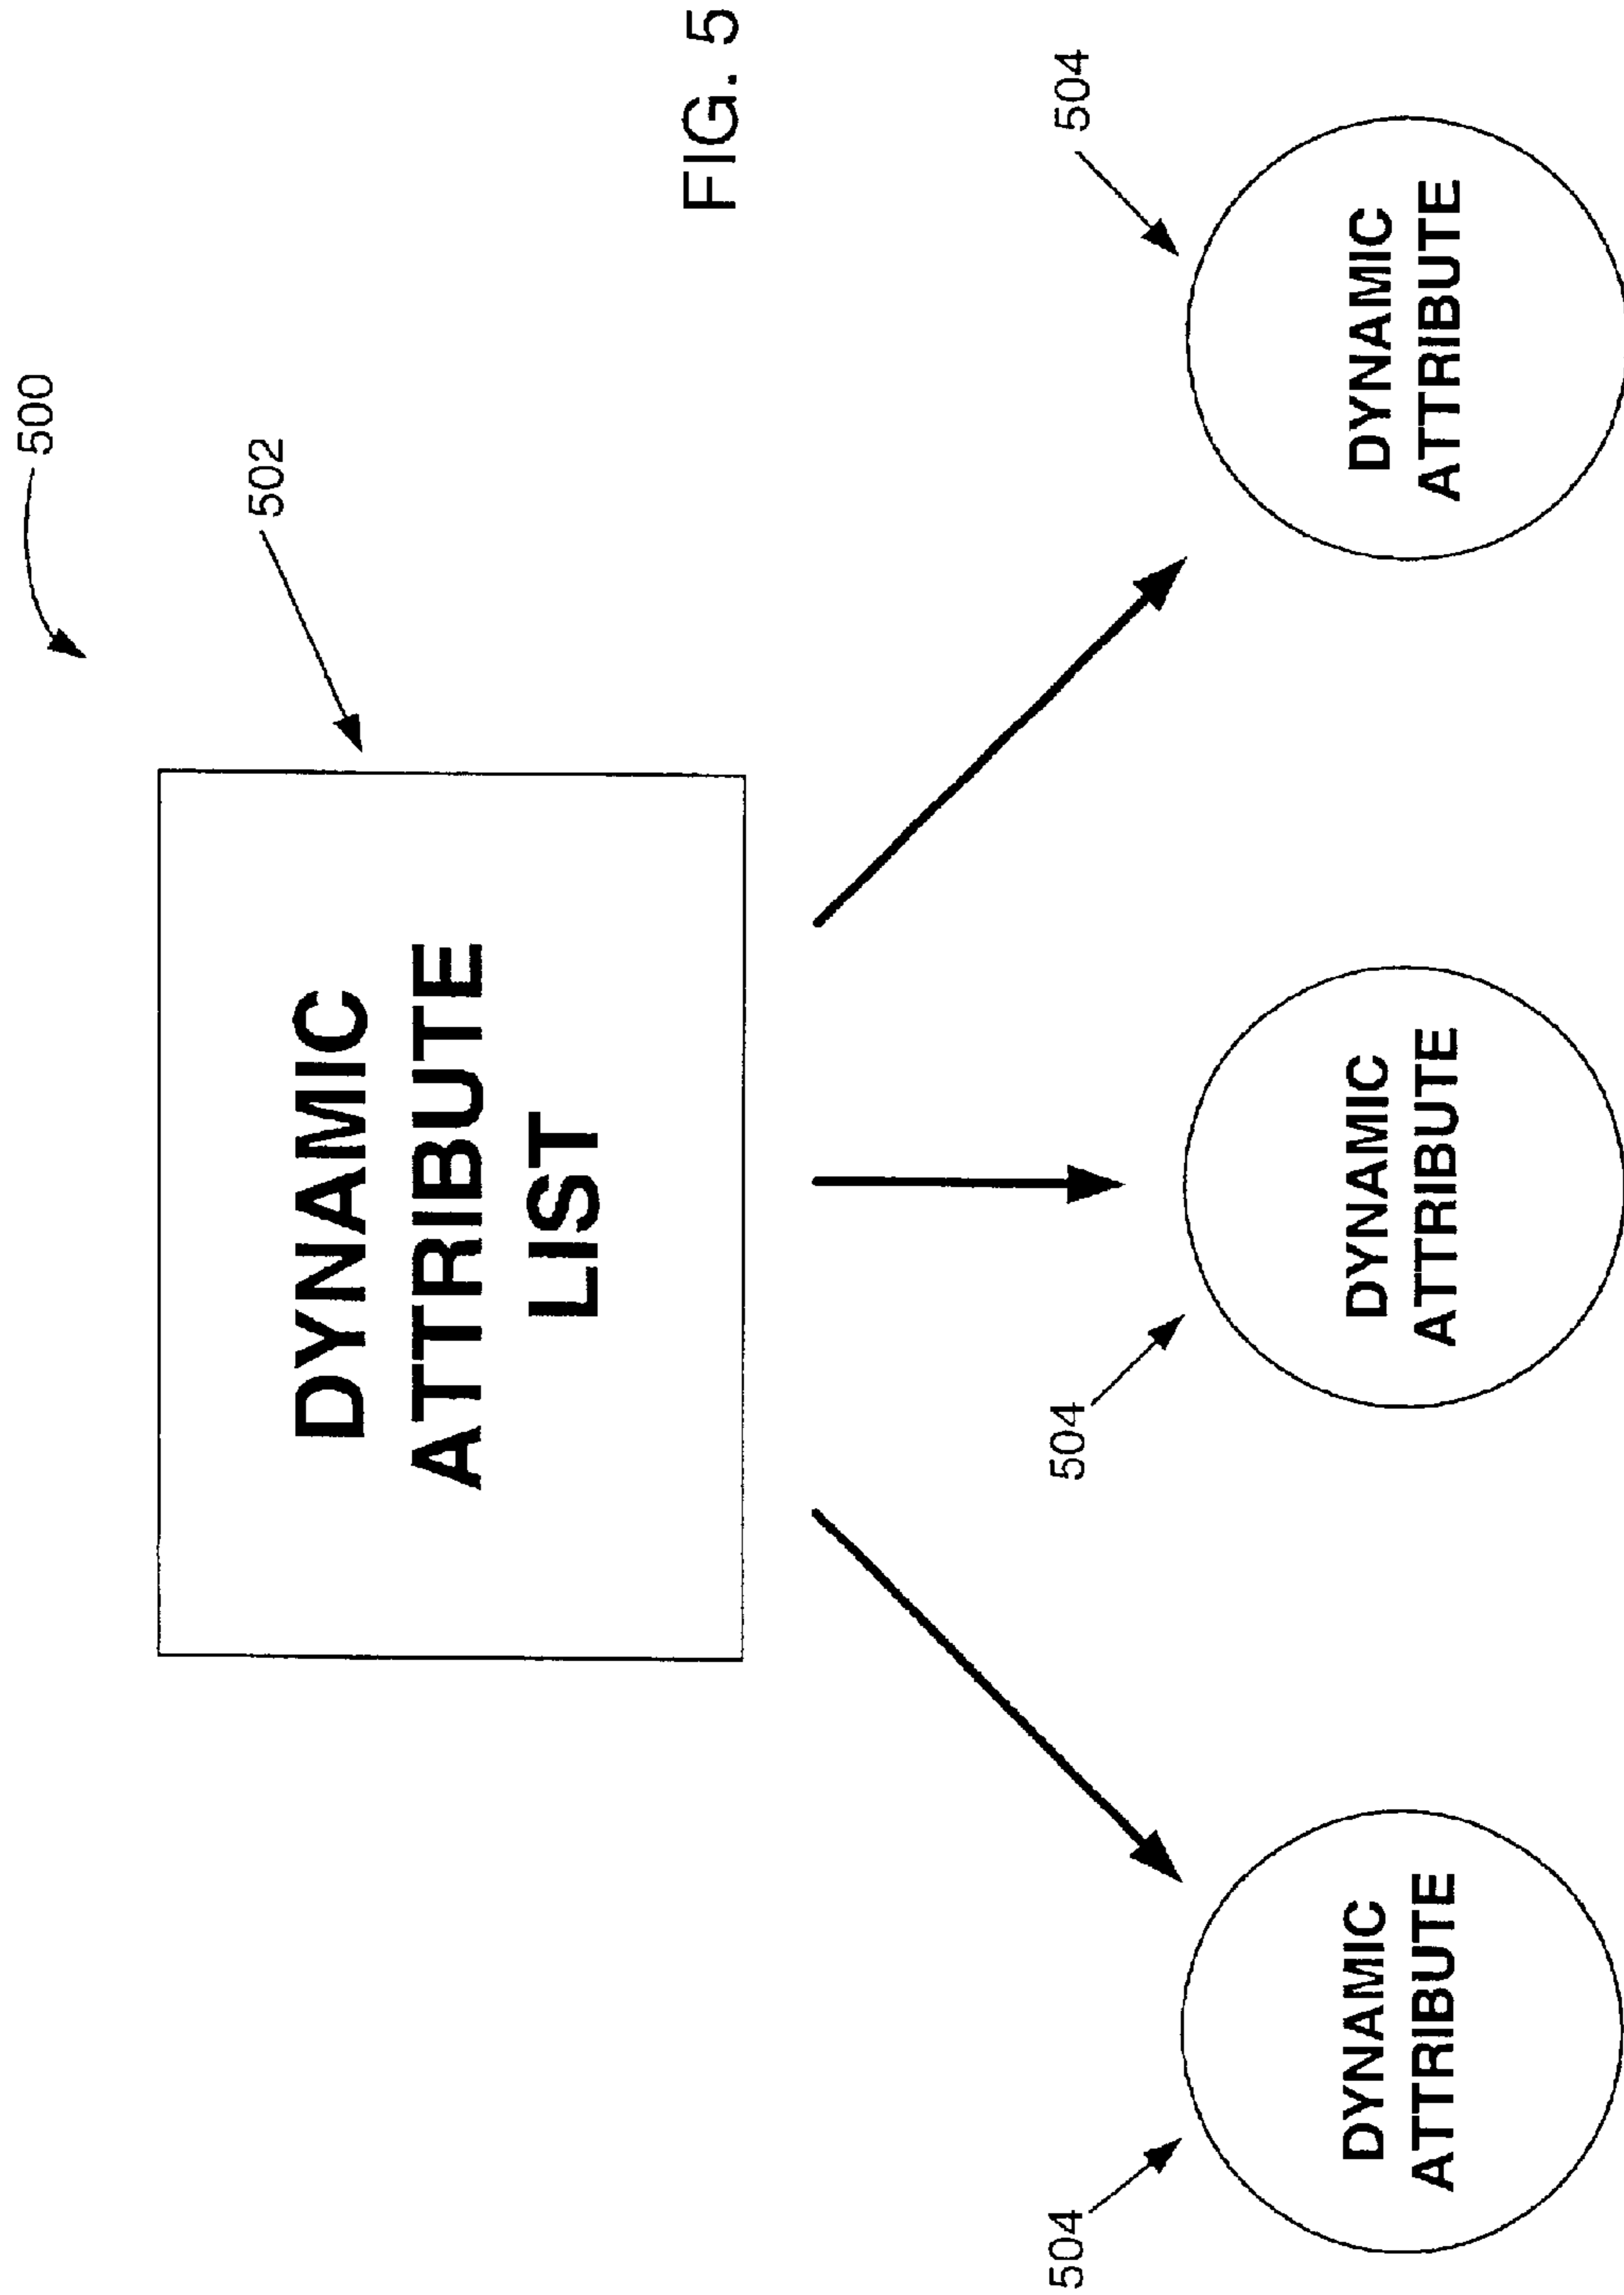 500
502
DYNAMIC
ATTRIBUTE
LIST
FIG. 5
504
504
504
DYNAMIC
ATTRIBUTE
DYNAMIC
ATTRIBUTE
DYNAMIC
ATTRIBUTE